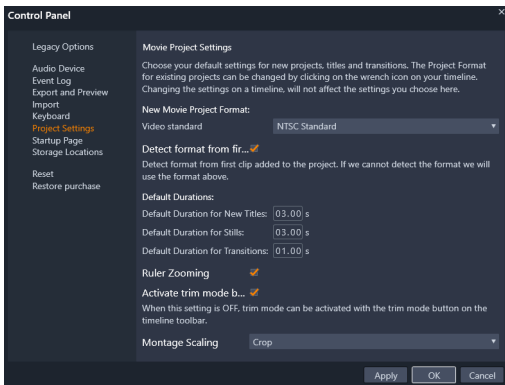 Control Panel
Legacy Options
Audio Device
Event Log
Export and Preview
Import
Keyboard
Project Settings
Startup Page
Storage Locations
Reset
Restore purchase
Movie Project Settings
Choose your default settings for new projects, titles and transitions. The Project Format
for existing projects can be changed by clicking on the wrench icon on your timeline.
Changing the settings on a timeline, will not affect the settings you choose here.
New Movie Project Format:
Video standard NTSC Standard
Detect format from fir...
Detect format from first clip added to the project. If we cannot detect the format we will
use the format above.
Default Durations:
Default Duration for New Titles: 03.00 s
Default Duration for Stills: 03.00 s
Default Duration for Transitions: 01.00 s
Ruler Zooming
Activate trim mode b...
When this setting is OFF, trim mode can be activated with the trim mode button on the
timeline toolbar.
Montage Scaling Crop
Apply OK Cancel